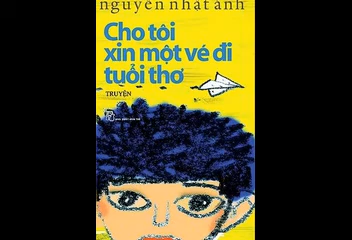 nguyễn nhật ánh
Cho tôi
xin một vé đi
tuổi thơ
TRUYỆN